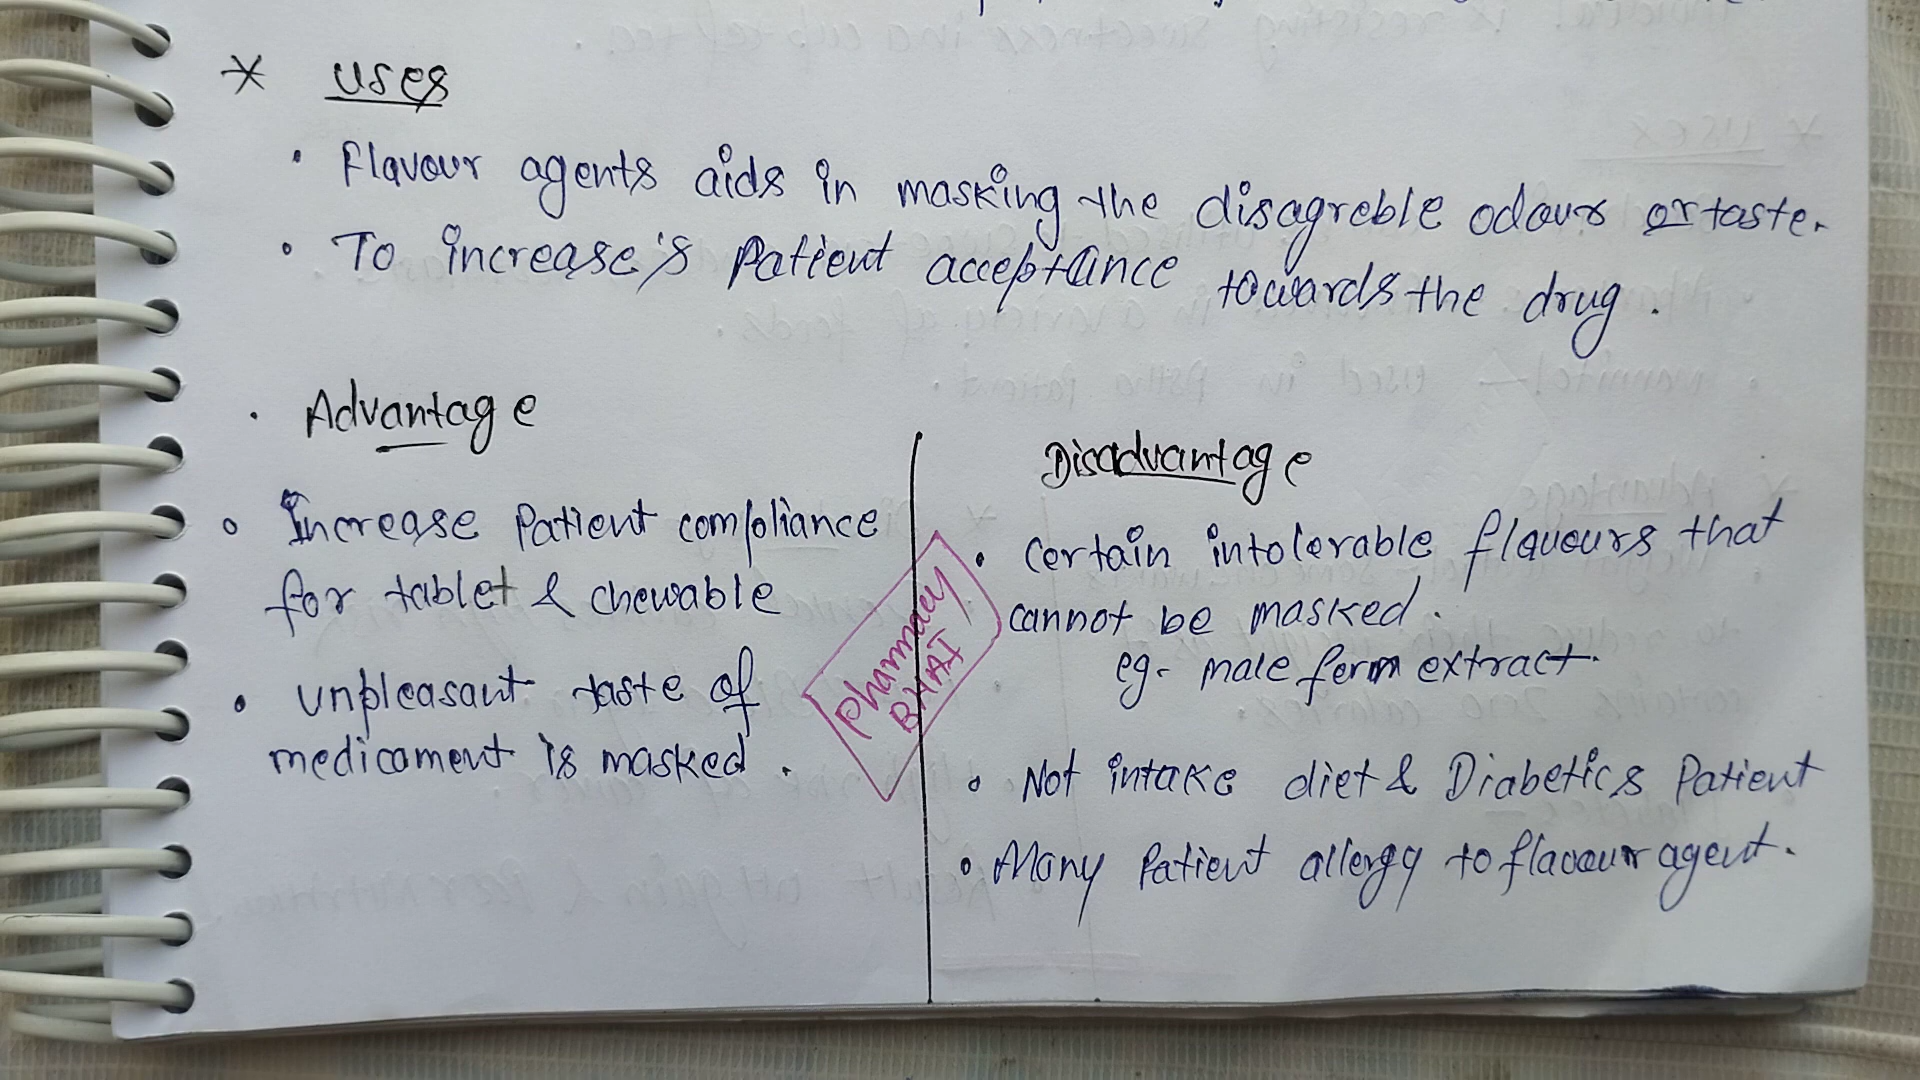 * uses
• Flavour agents aids in masking the disagreble odour or taste.
• To increase's Patient acceptance towards the drug.
• Advantage
• Increase Patient compliance
for tablet & chewable
• unpleasant taste of
medicament is masked.
Disadvantage
• Certain intolerable flavours that
cannot be masked.
eg- male ferm extract.
• Not intake diet & Diabetics Patient
• Many Patient allergy to flavour agent.
Pharmacy
BHAI